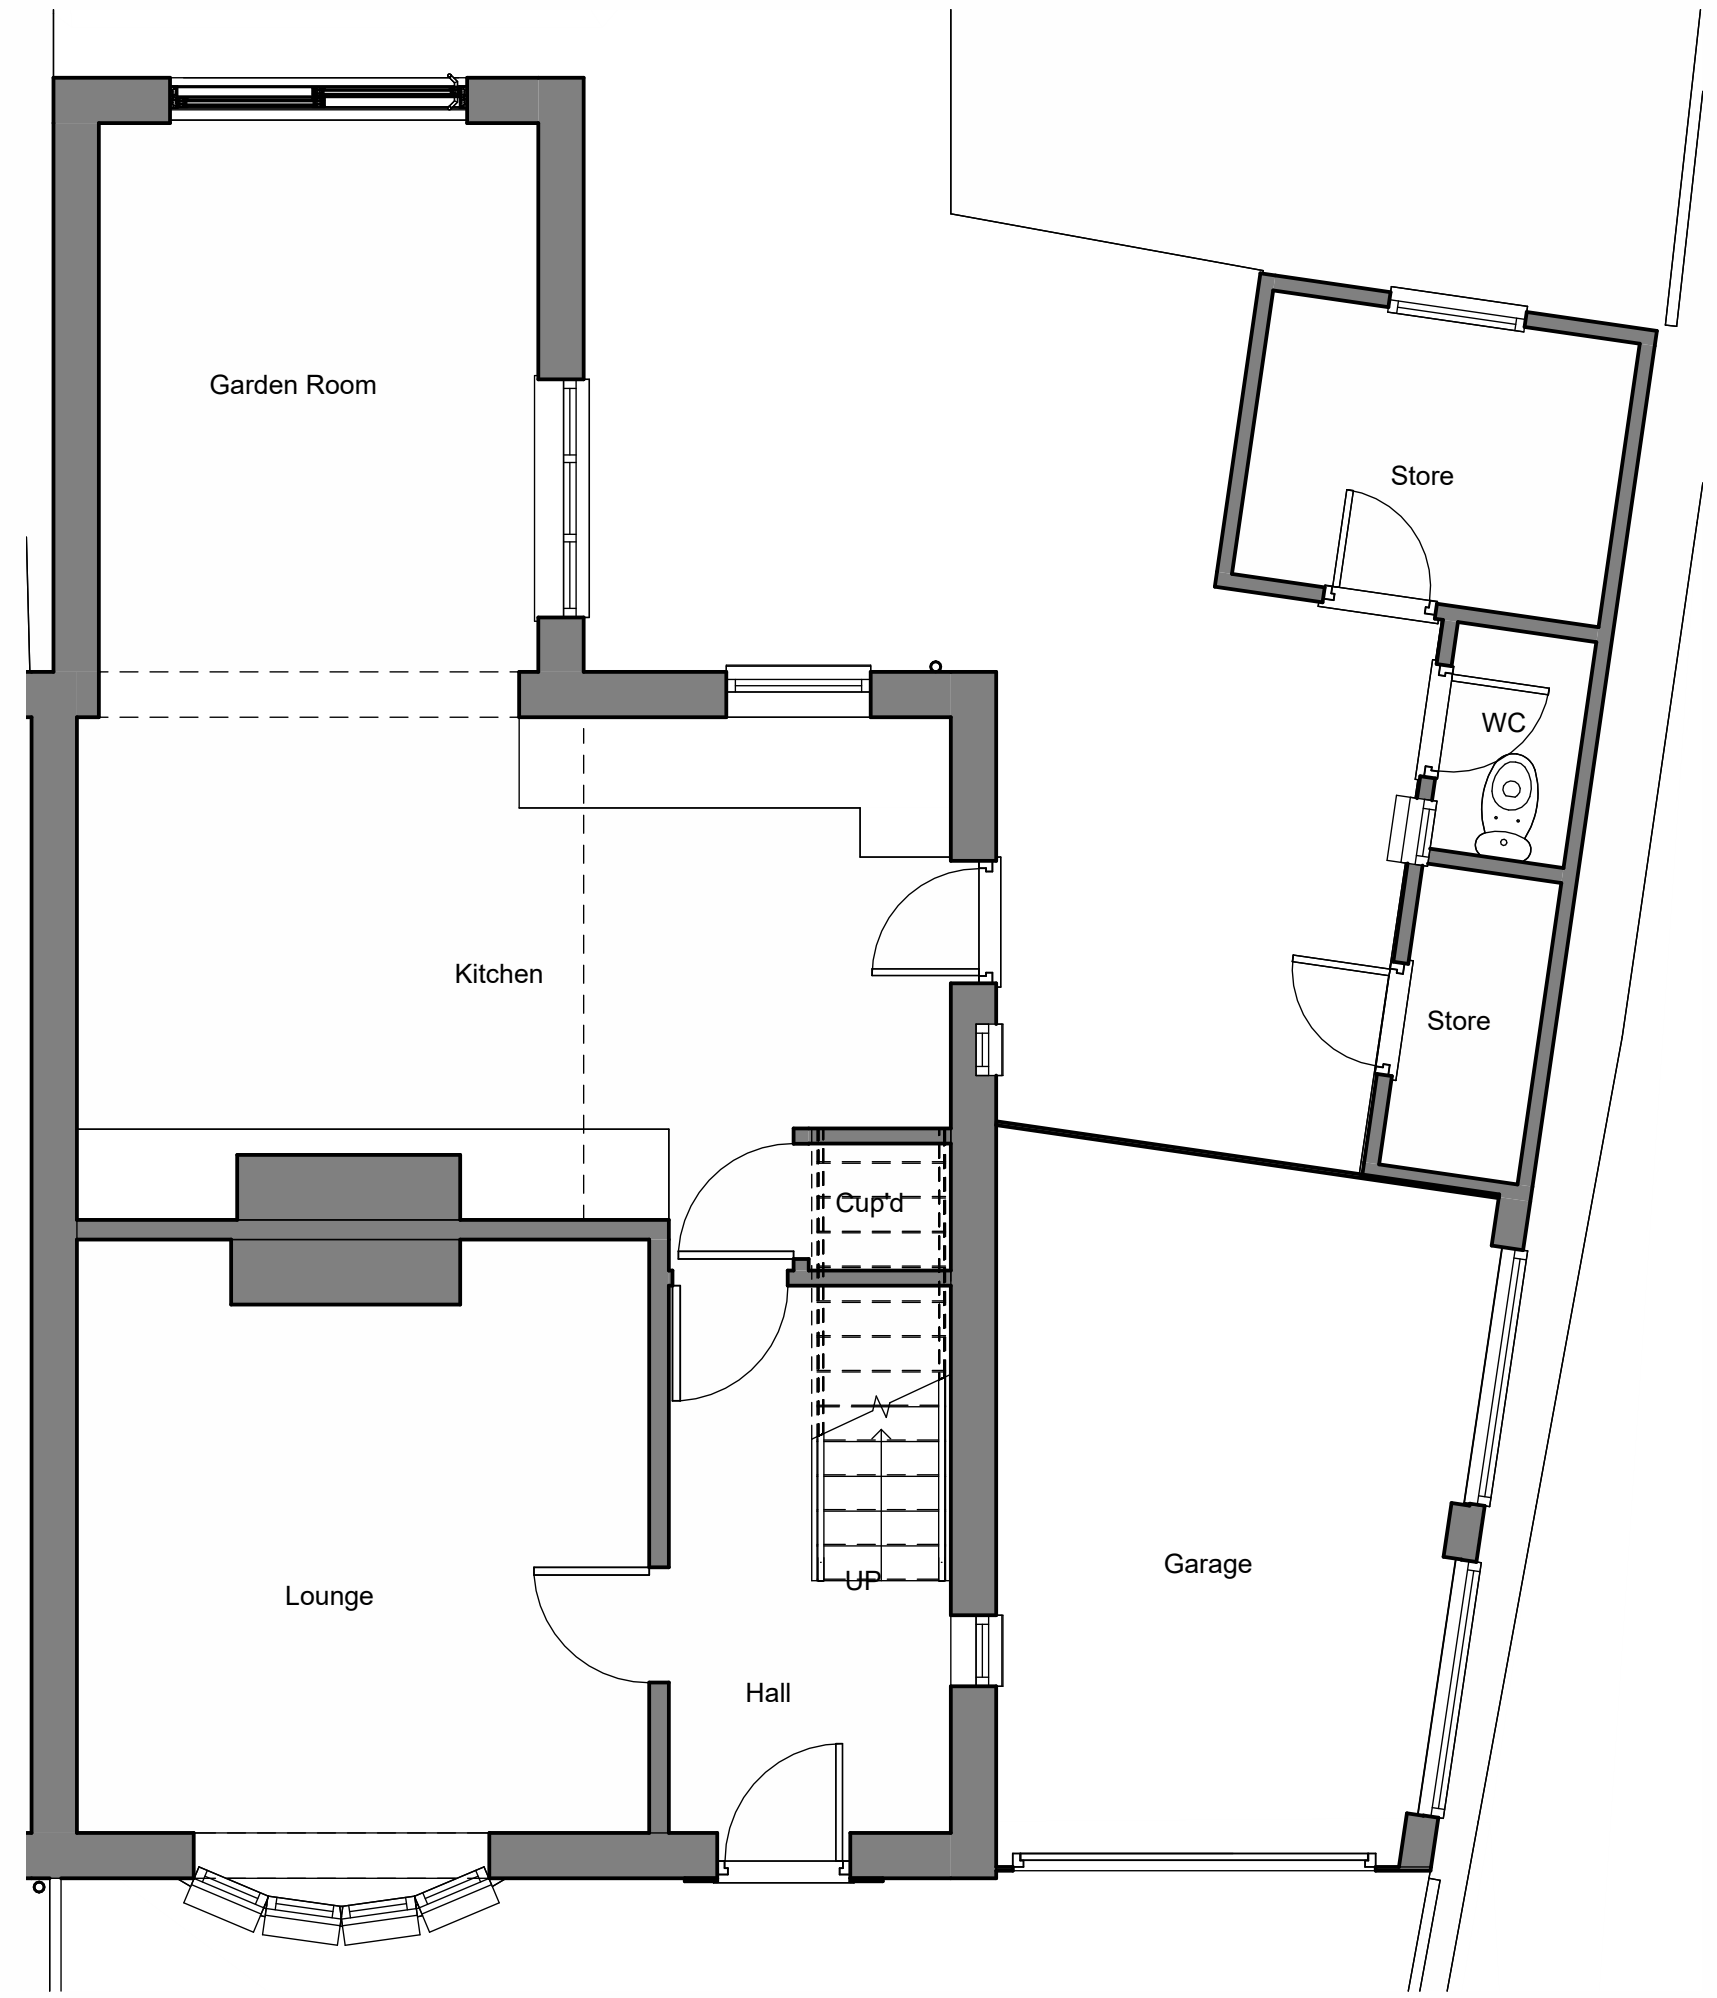 Garden Room
Store
WC
Kitchen
Store
Cup'd
Garage
UP
Lounge
Hall